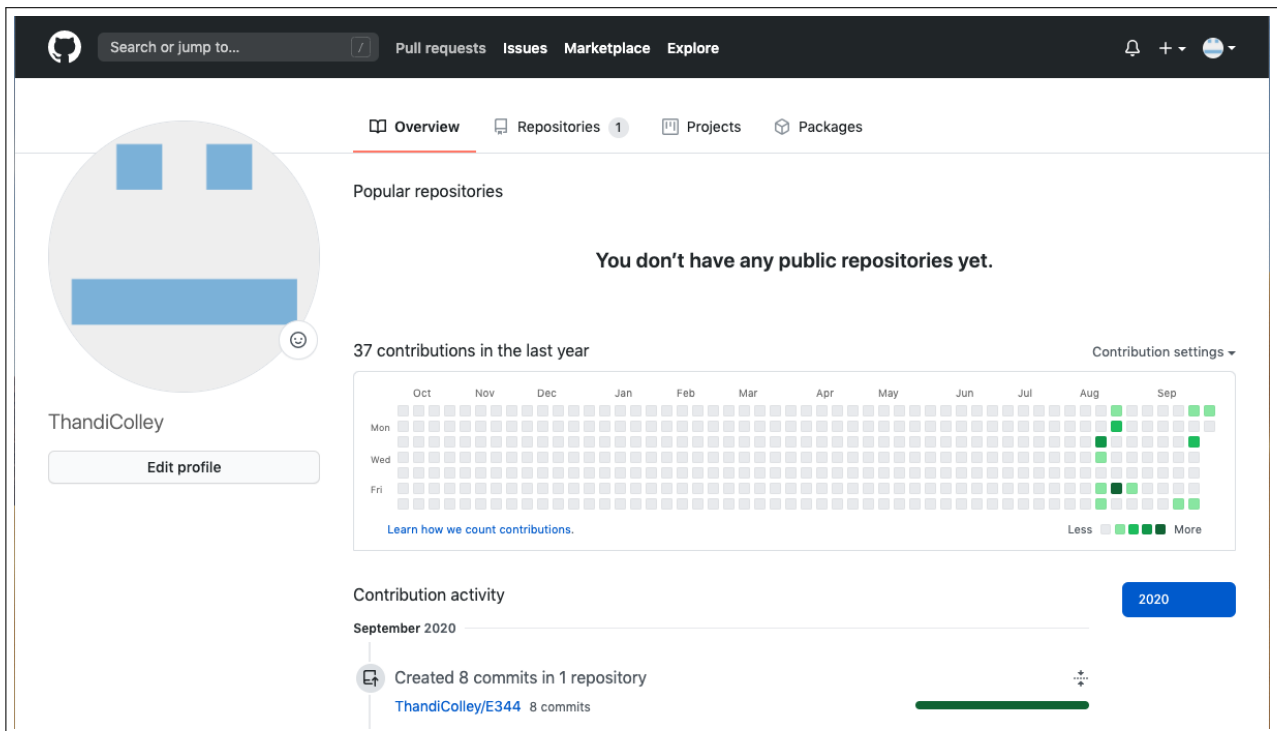 Search or jump to... / Pull requests Issues Marketplace Explore
Overview Repositories 1 Projects Packages
Popular repositories
You don't have any public repositories yet.
37 contributions in the last year Contribution settings
Oct Nov Dec Jan Feb Mar Apr May Jun Jul Aug Sep
ThandiColley
Mon
Wed
Edit profile
Fri
Learn how we count contributions. Less More
Contribution activity 2020
September 2020
Created 8 commits in 1 repository
ThandiColley/E344 8 commits